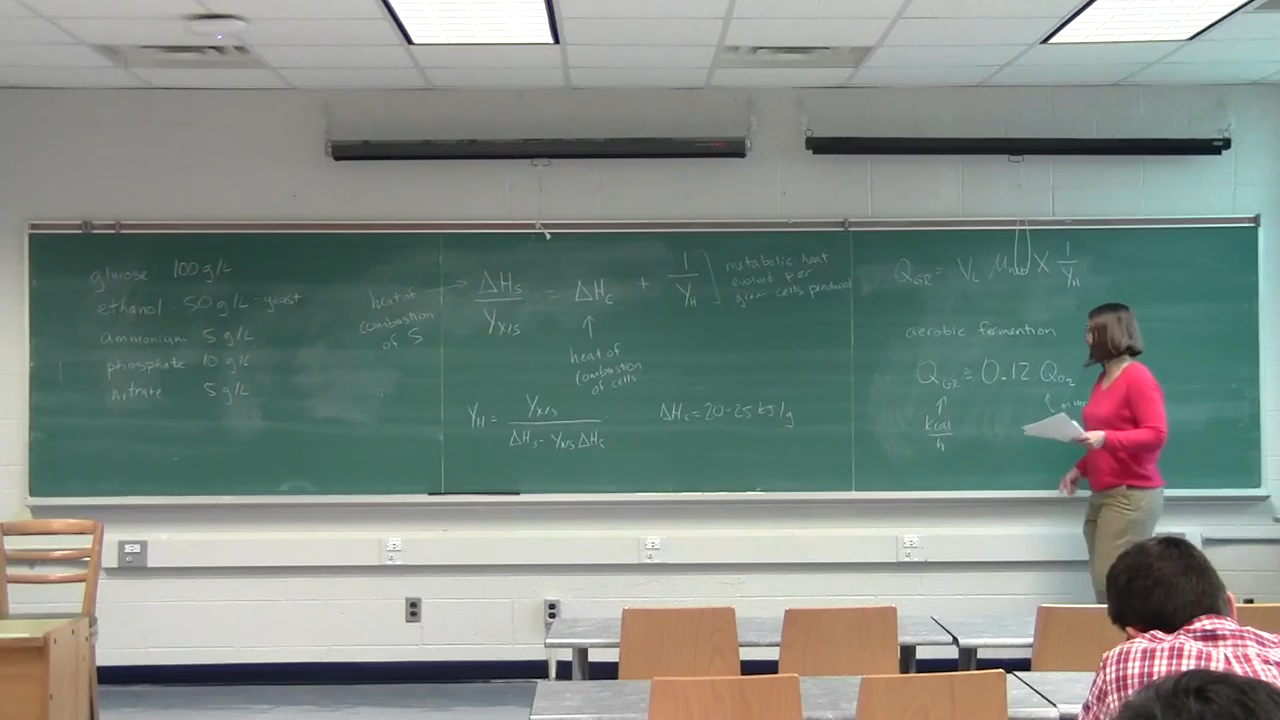 glucose: 100 g/L
ethanol: 50 g/L - yeast
ammonium 5 g/L
phosphate 10 g/L
nitrate 5 g/L
heat of
combustion
of S
ΔHs / Yx/s = ΔHc + 1 / YH
metabolic heat
evolved per
gram cells produced
heat of
combustion
of cells
YH = Yx/s / ΔHs - Yx/s ΔHc
ΔHc = 20-25 kJ/g
QGR = VL X 1 / YH
aerobic fermention
QGR ≅ 0.12 QO2
kcal / h